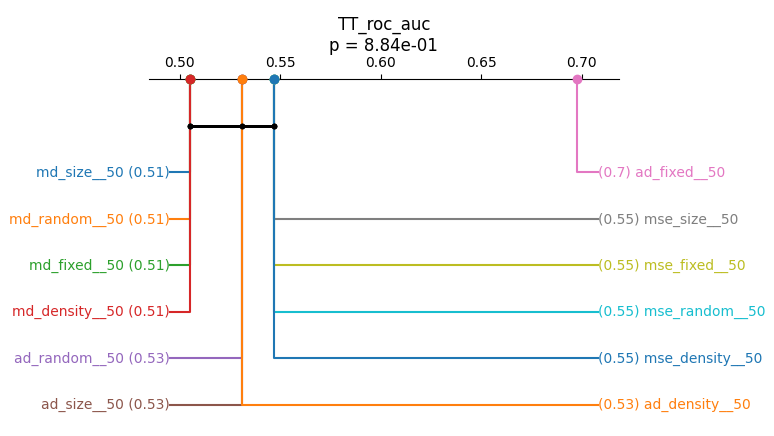 TT_roc_auc
p = 8.84e-01
0.50 0.55 0.60 0.65 0.70
md_size__50 (0.51) (0.7) ad_fixed__50
md_random__50 (0.51) (0.55) mse_size__50
md_fixed__50 (0.51) (0.55) mse_fixed__50
md_density__50 (0.51) (0.55) mse_random__50
ad_random__50 (0.53) (0.55) mse_density__50
ad_size__50 (0.53) (0.53) ad_density__50